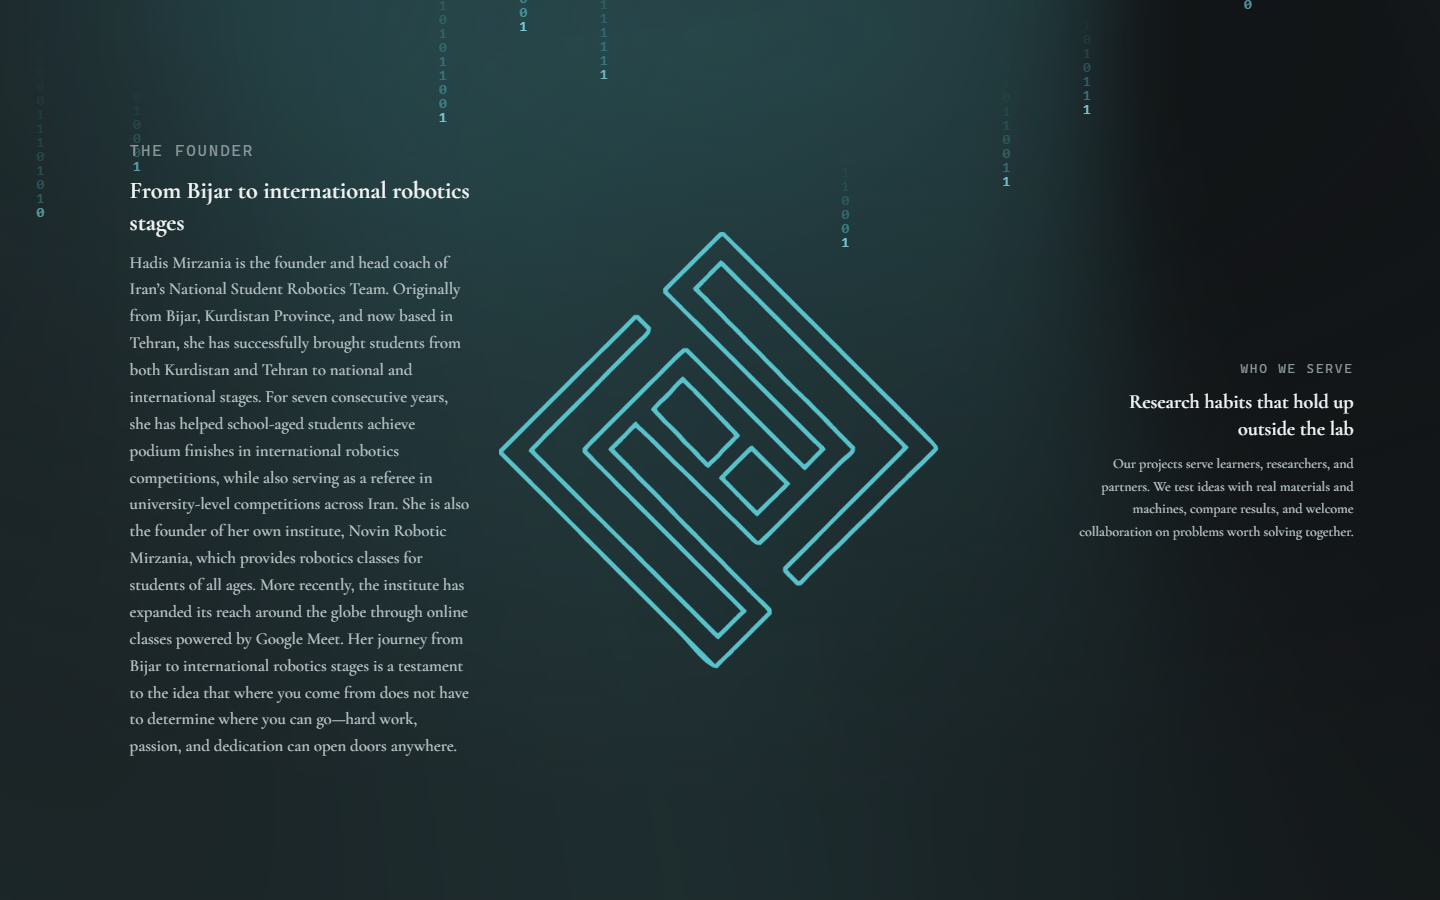 THE FOUNDER
From Bijar to international robotics
stages
Hadis Mirzania is the founder and head coach of
Iran’s National Student Robotics Team. Originally
from Bijar, Kurdistan Province, and now based in
Tehran, she has successfully brought students from
both Kurdistan and Tehran to national and
international stages. For seven consecutive years,
she has helped school-aged students achieve
podium finishes in international robotics
competitions, while also serving as a referee in
university-level competitions across Iran. She is also
the founder of her own institute, Novin Robotic
Mirzania, which provides robotics classes for
students of all ages. More recently, the institute has
expanded its reach around the globe through online
classes powered by Google Meet. Her journey from
Bijar to international robotics stages is a testament
to the idea that where you come from does not have
to determine where you can go—hard work,
passion, and dedication can open doors anywhere.
WHO WE SERVE
Research habits that hold up
outside the lab
Our projects serve learners, researchers, and
partners. We test ideas with real materials and
machines, compare results, and welcome
collaboration on problems worth solving together.